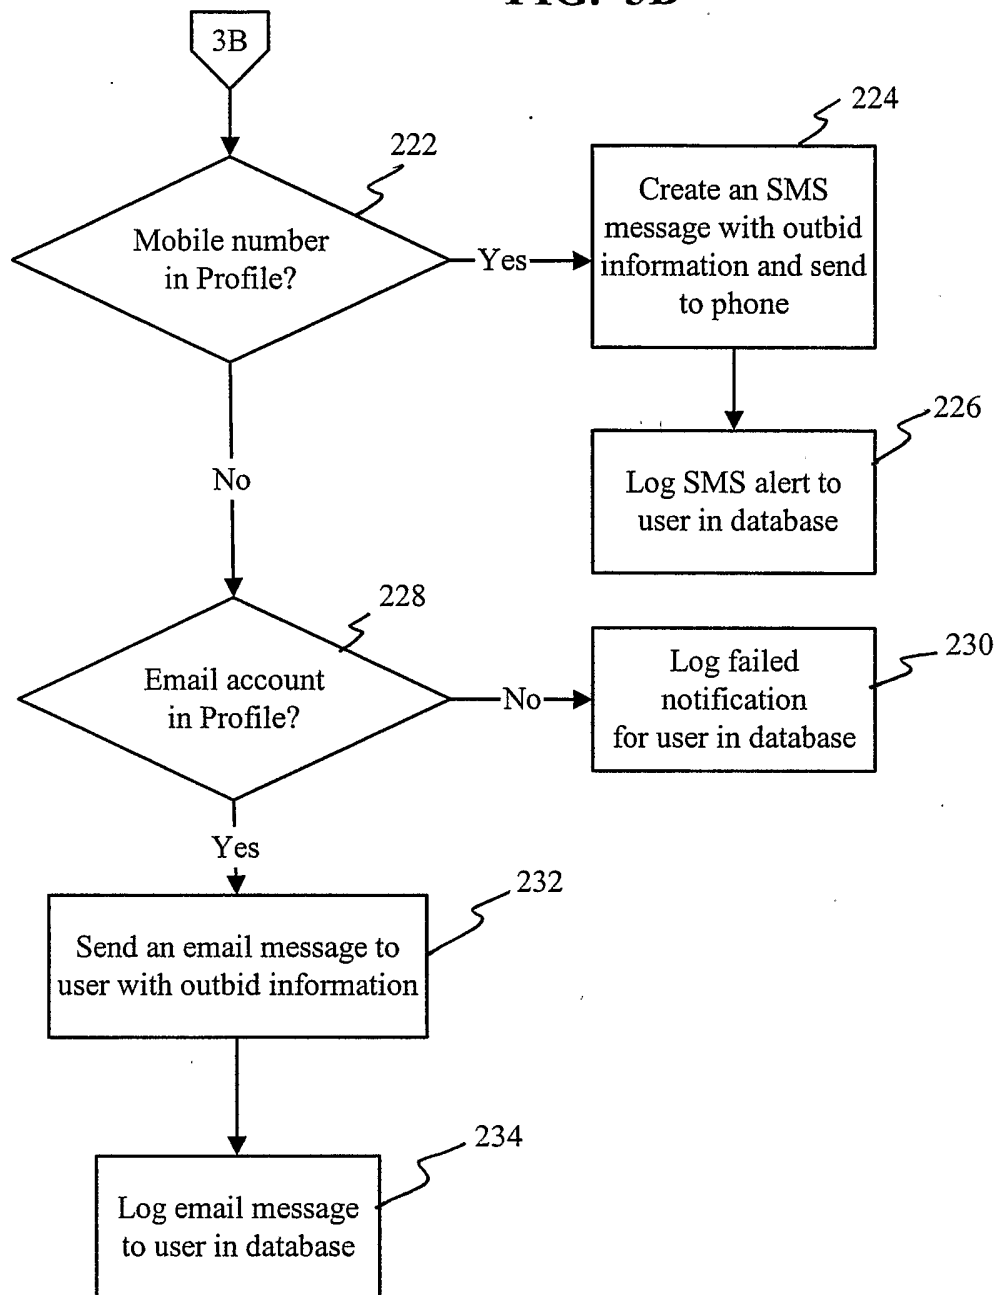 FIG. 3B
3B
222
Mobile number
in Profile?
Yes
224
Create an SMS
message with outbid
information and send
to phone
226
Log SMS alert to
user in database
No
228
Email account
in Profile?
No
230
Log failed
notification
for user in database
Yes
232
Send an email message to
user with outbid information
234
Log email message
to user in database